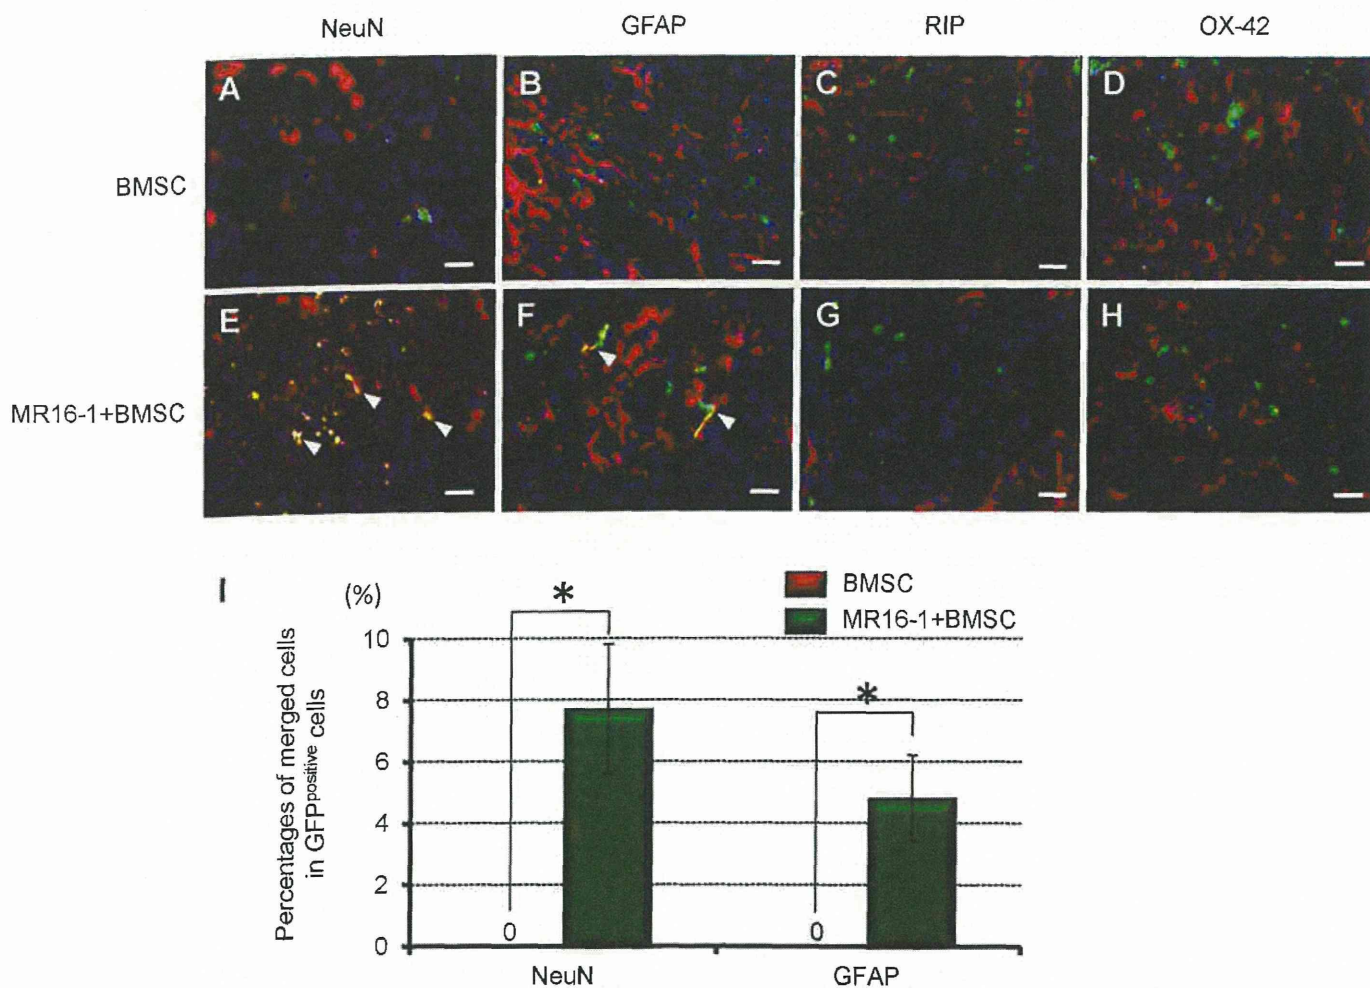 NeuN GFAP RIP OX-42
A B C D
BMSC
E F G H
MR16-1+BMSC
I (%) * BMSC
MR16-1+BMSC
Percentages of merged cells
in GFPpositive cells
10
*
8
6
4
2
0 0 0
NeuN GFAP